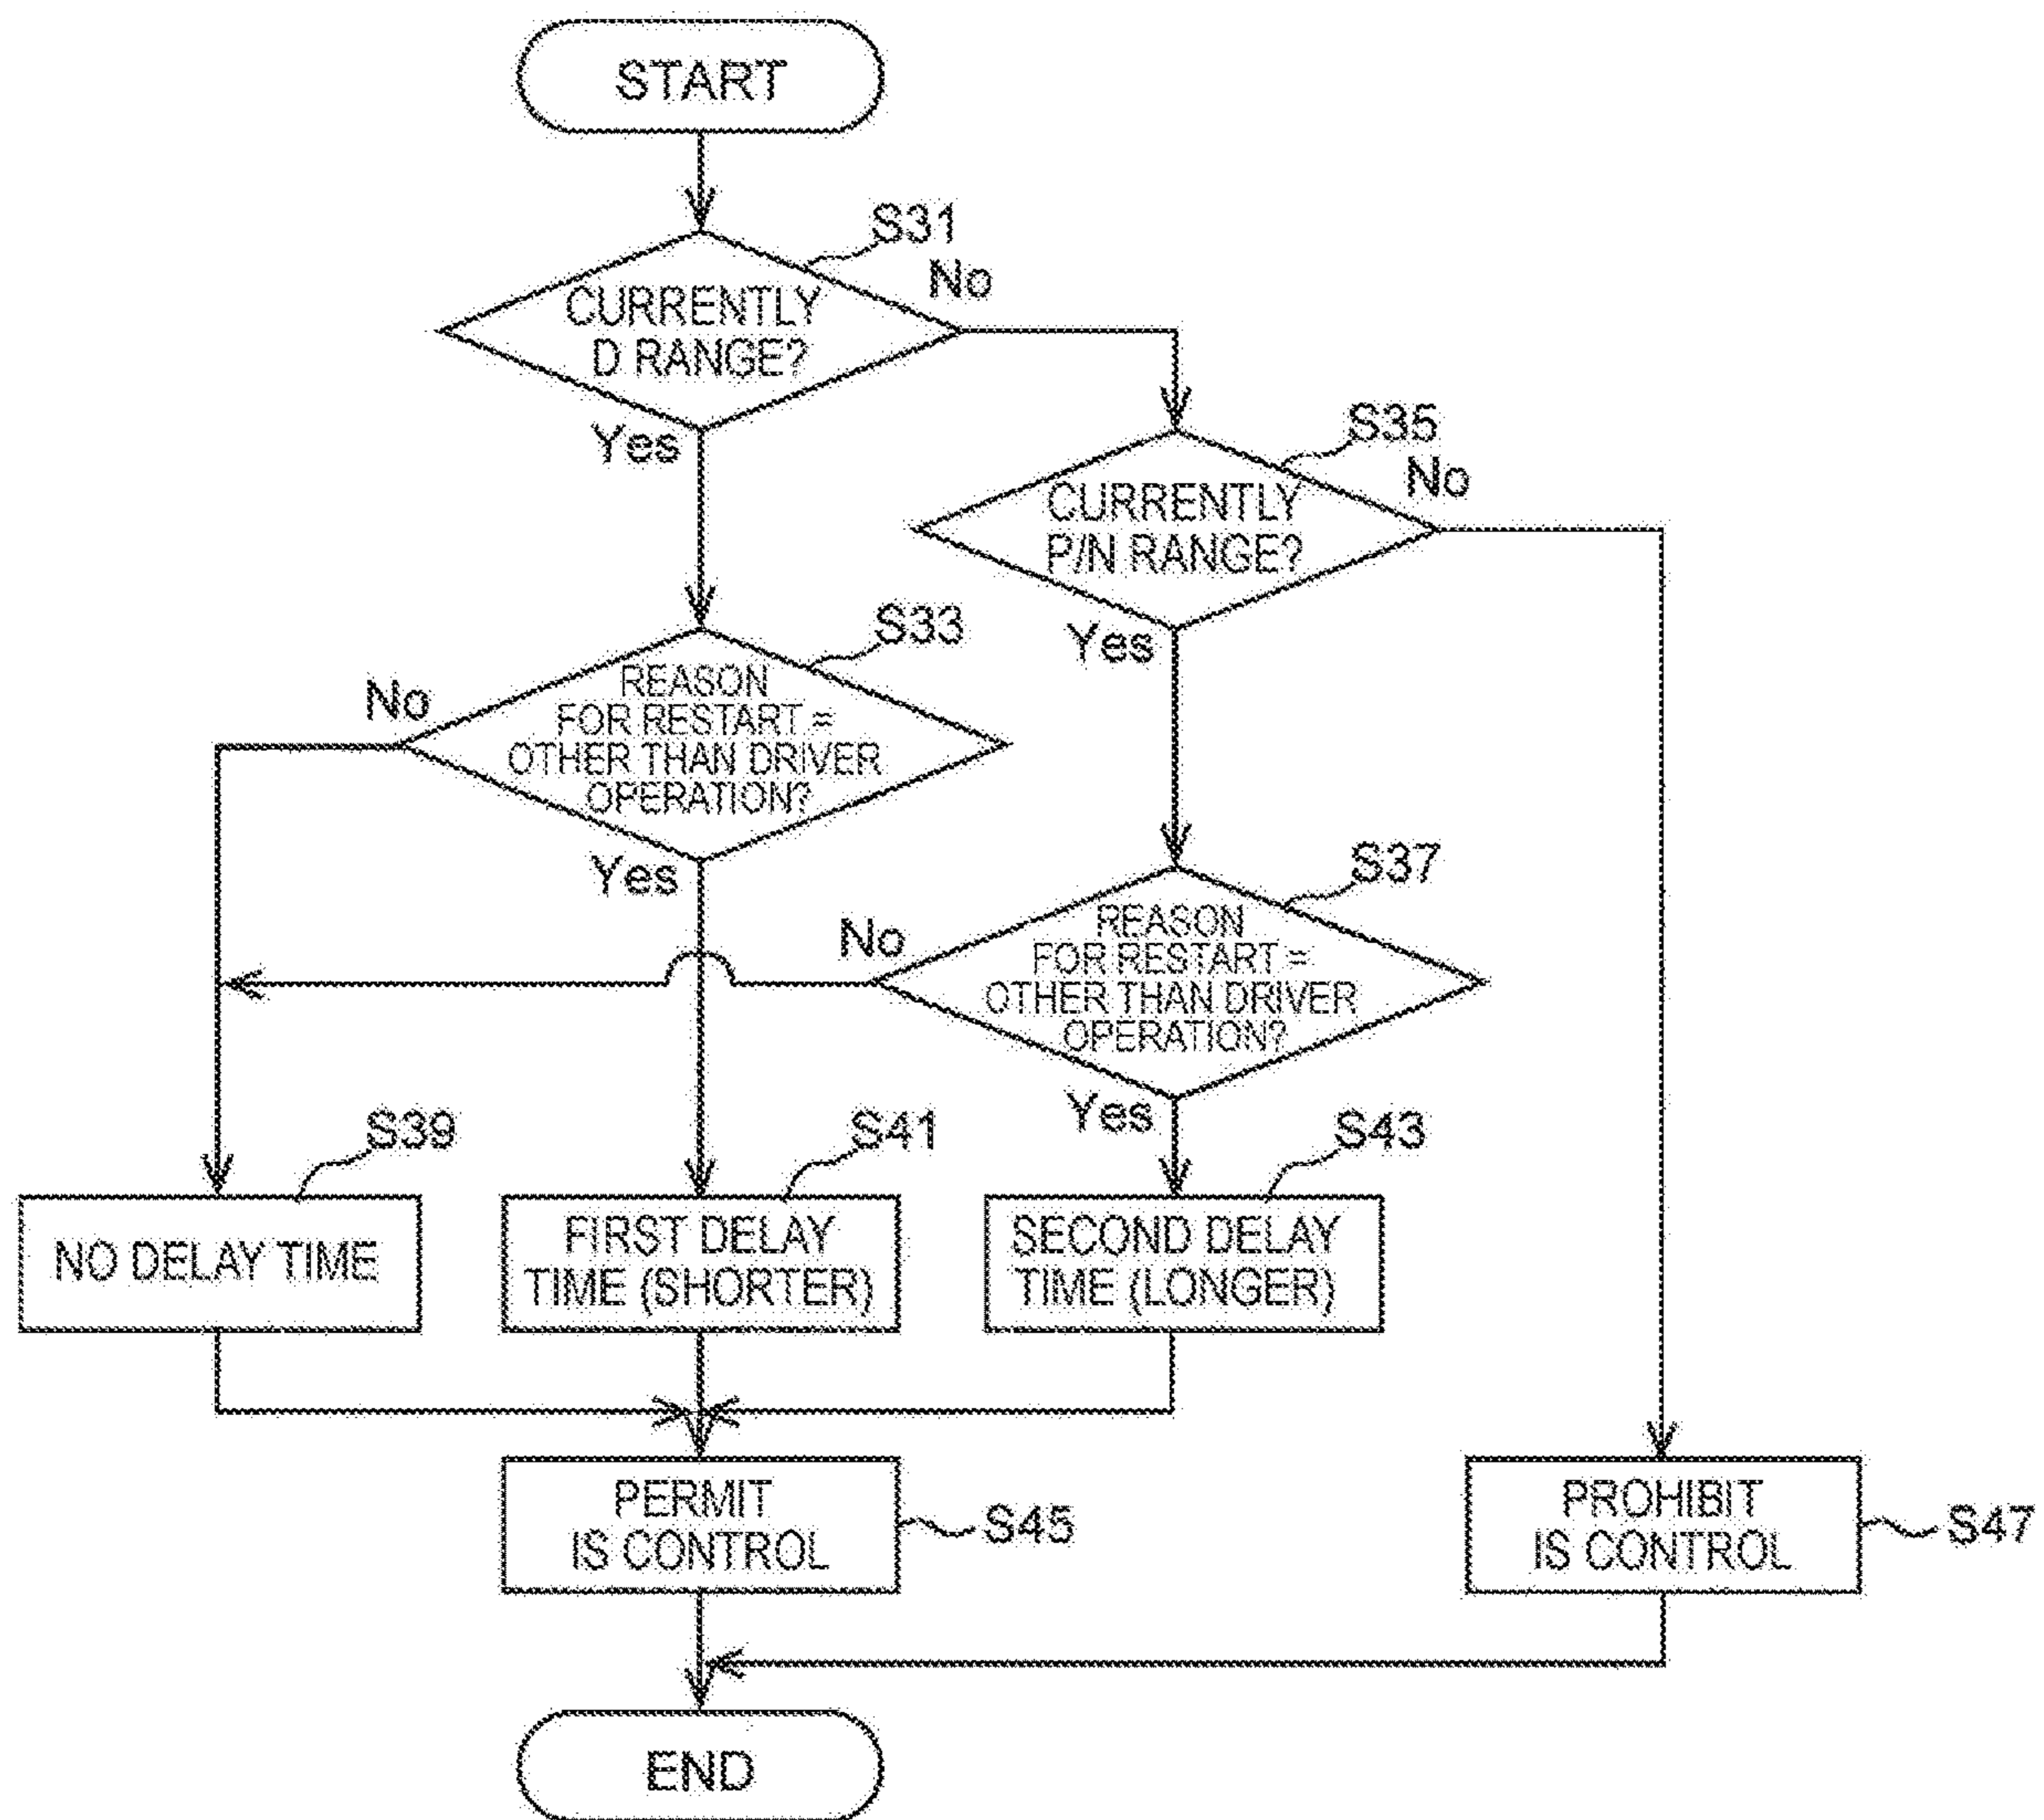 START
S31
No
CURRENTLY
D RANGE?
Yes
S35
No
CURRENTLY
P/N RANGE?
Yes
S33
No
REASON
FOR RESTART =
OTHER THAN DRIVER
OPERATION?
Yes
S37
No
REASON
FOR RESTART =
OTHER THAN DRIVER
OPERATION?
Yes
S39
NO DELAY TIME
S41
FIRST DELAY
TIME (SHORTER)
S43
SECOND DELAY
TIME (LONGER)
PERMIT
IS CONTROL
S45
PROHIBIT
IS CONTROL
S47
END